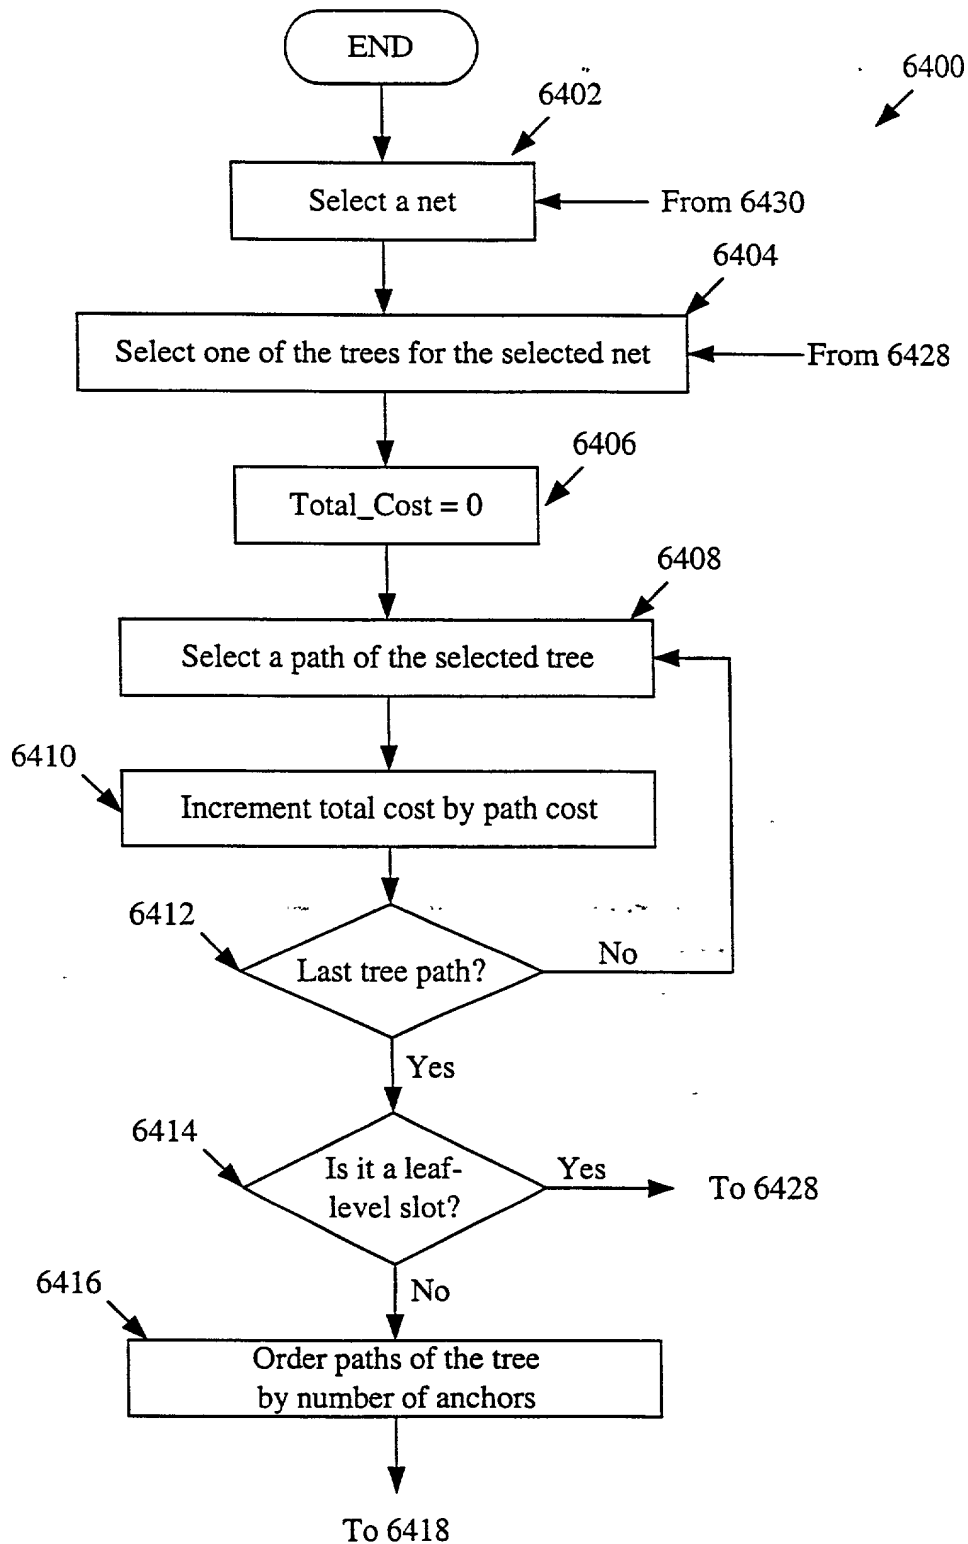 END
6400
6402
Select a net
From 6430
6404
Select one of the trees for the selected net
From 6428
6406
Total_Cost = 0
6408
Select a path of the selected tree
6410
Increment total cost by path cost
6412
Last tree path?
No
Yes
6414
Is it a leaf-
level slot?
Yes
To 6428
No
6416
Order paths of the tree
by number of anchors
To 6418